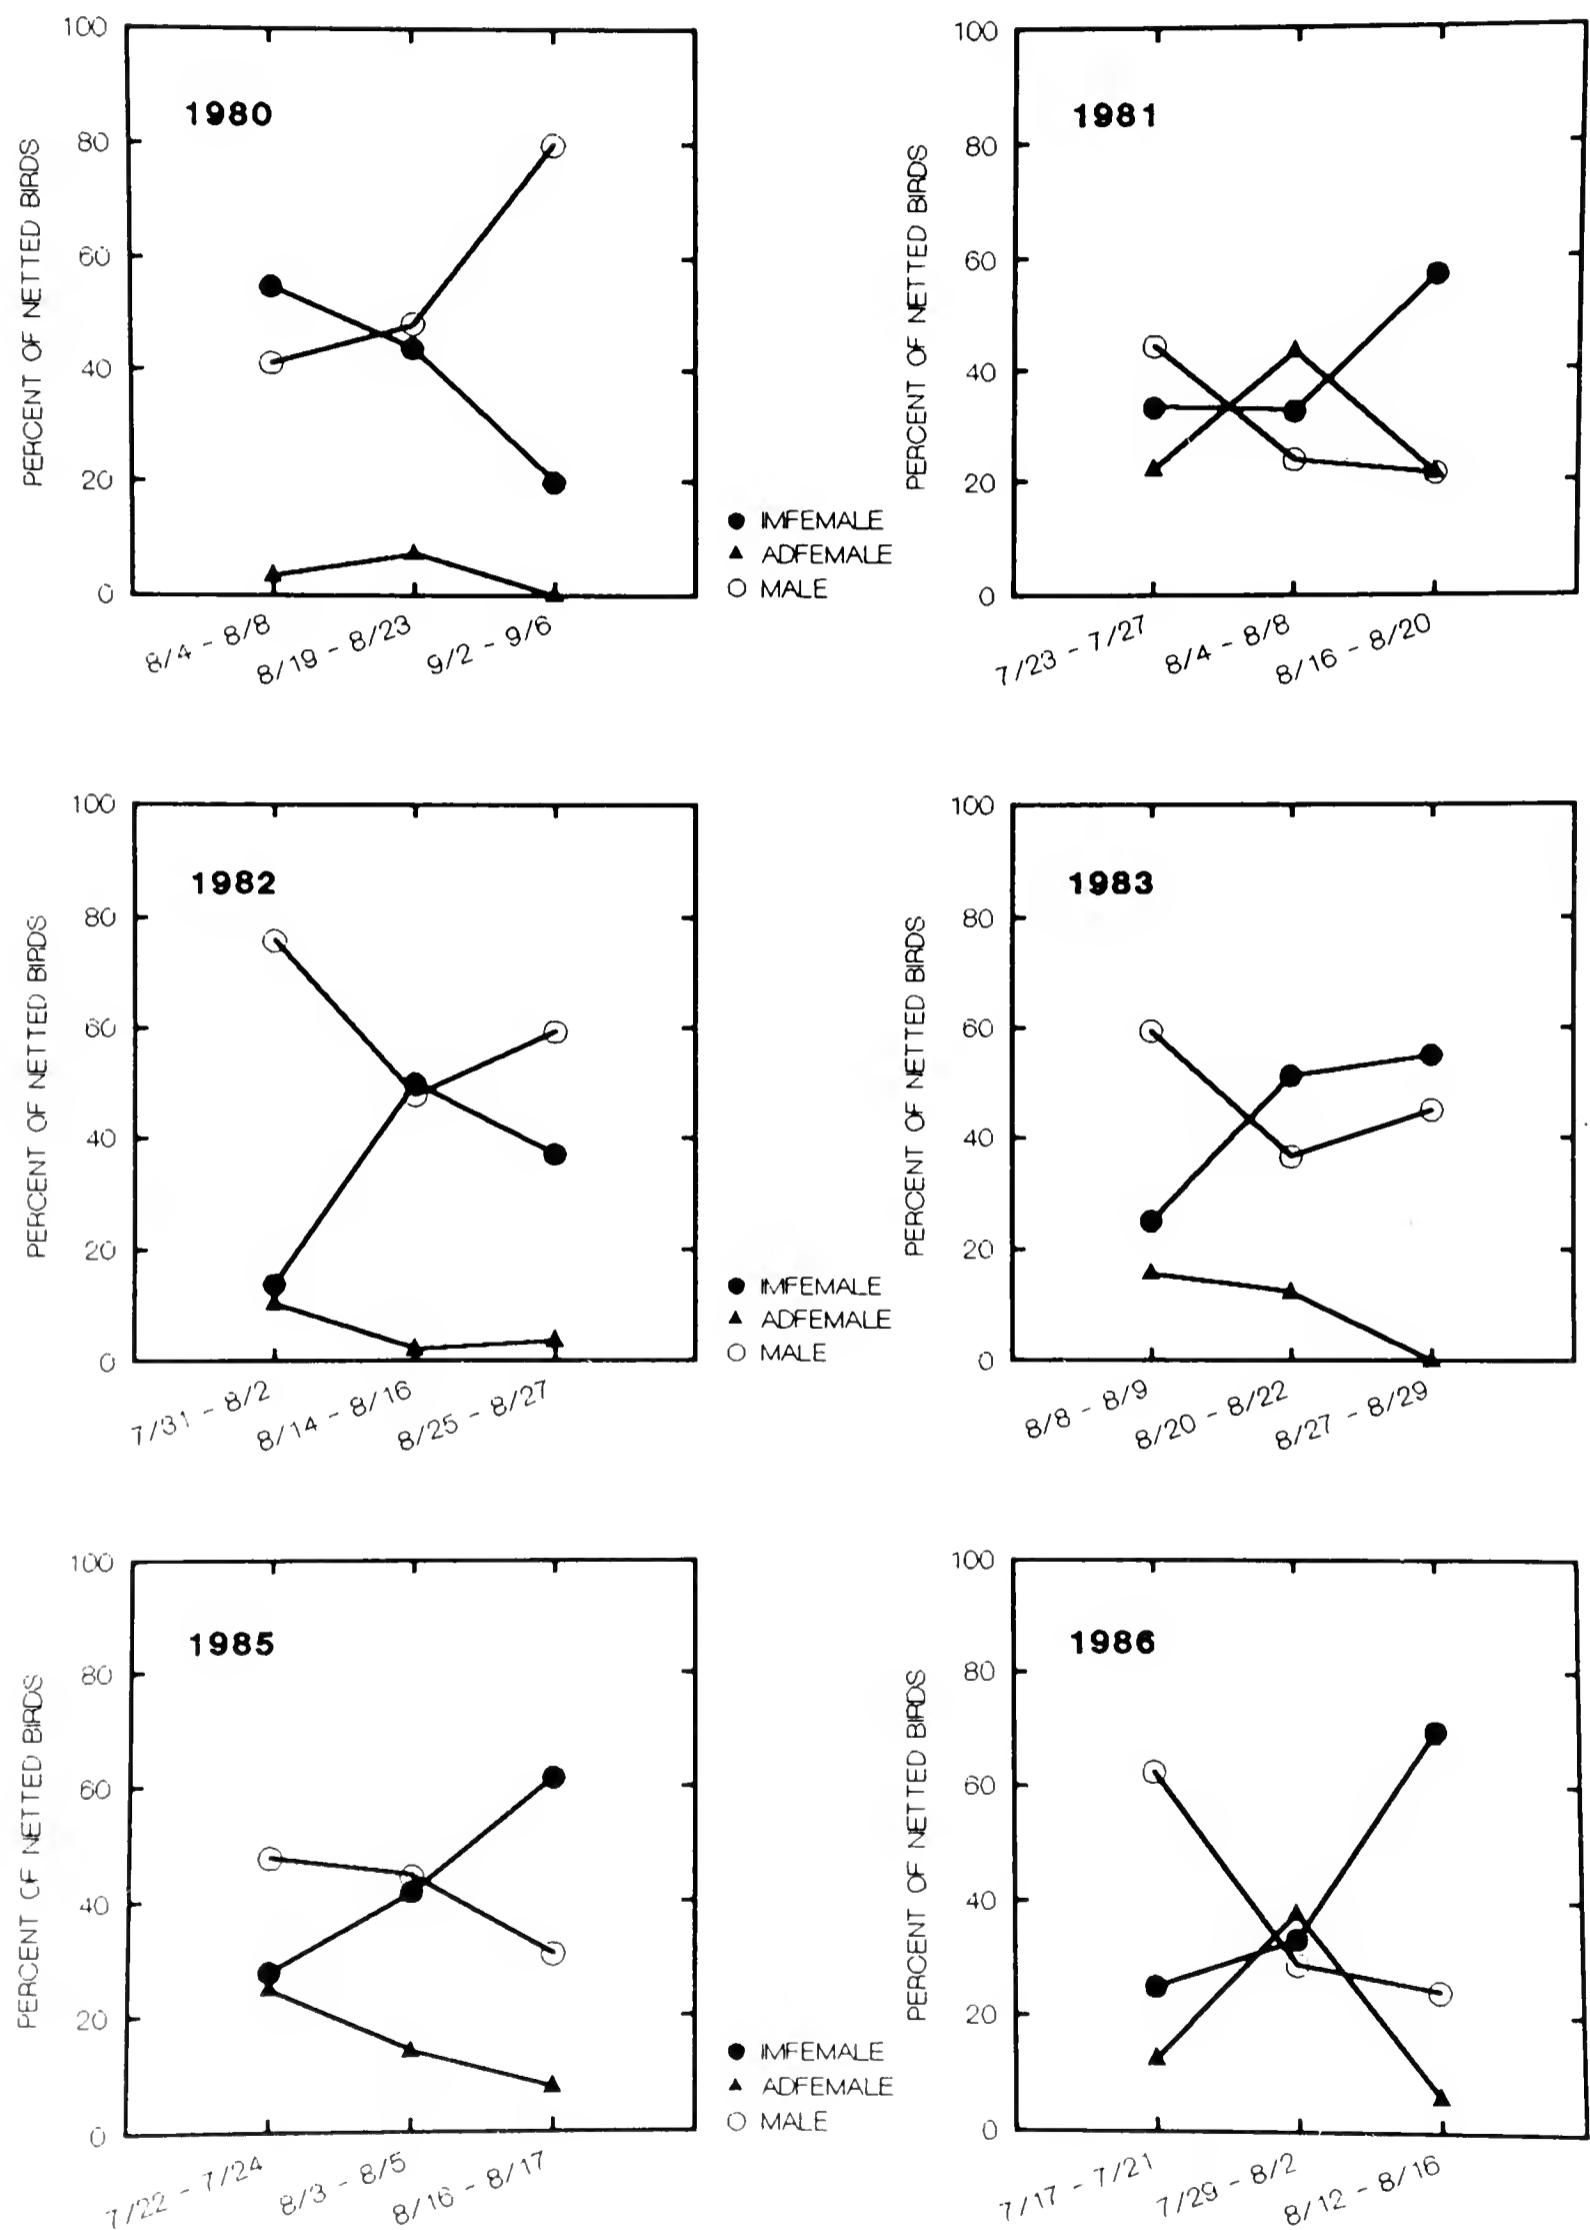 1980
PERCENT OF NETTED BIRDS
100
80
60
40
20
0
8/4 - 8/8
8/19 - 8/23
9/2 - 9/6
IMFEMALE
ADFEMALE
MALE
1981
PERCENT OF NETTED BIRDS
100
80
60
40
20
0
7/23 - 7/27
8/4 - 8/8
8/16 - 8/20
1982
PERCENT OF NETTED BIRDS
100
80
60
40
20
0
7/31 - 8/2
8/14 - 8/16
8/25 - 8/27
IMFEMALE
ADFEMALE
MALE
1983
PERCENT OF NETTED BIRDS
100
80
60
40
20
0
8/8 - 8/9
8/20 - 8/22
8/27 - 8/29
1985
PERCENT OF NETTED BIRDS
100
80
60
40
20
0
7/22 - 7/24
8/3 - 8/5
8/16 - 8/17
IMFEMALE
ADFEMALE
MALE
1986
PERCENT OF NETTED BIRDS
100
80
60
40
20
0
7/17 - 7/21
7/29 - 8/2
8/12 - 8/16